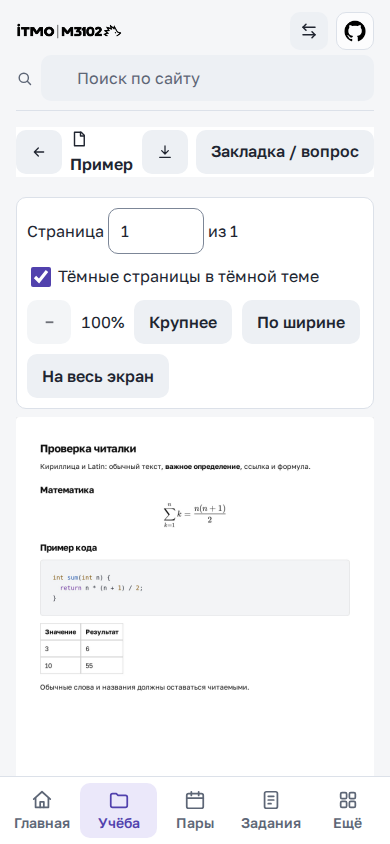 iTMO | M3102
Поиск по сайту
Пример
Закладка / вопрос
Страница 1 из 1
Тёмные страницы в тёмной теме
− 100% Крупнее По ширине
На весь экран
Проверка читалки
Кириллица и Latin: обычный текст, важное определение, ссылка и формула.
Математика
n
∑ k = n(n + 1)
k=1 2
Пример кода
int sum(int n) {
return n * (n + 1) / 2;
}
Значение Результат
3 6
10 55
Обычные слова и названия должны оставаться читаемыми.
Главная Учёба Пары Задания Ещё